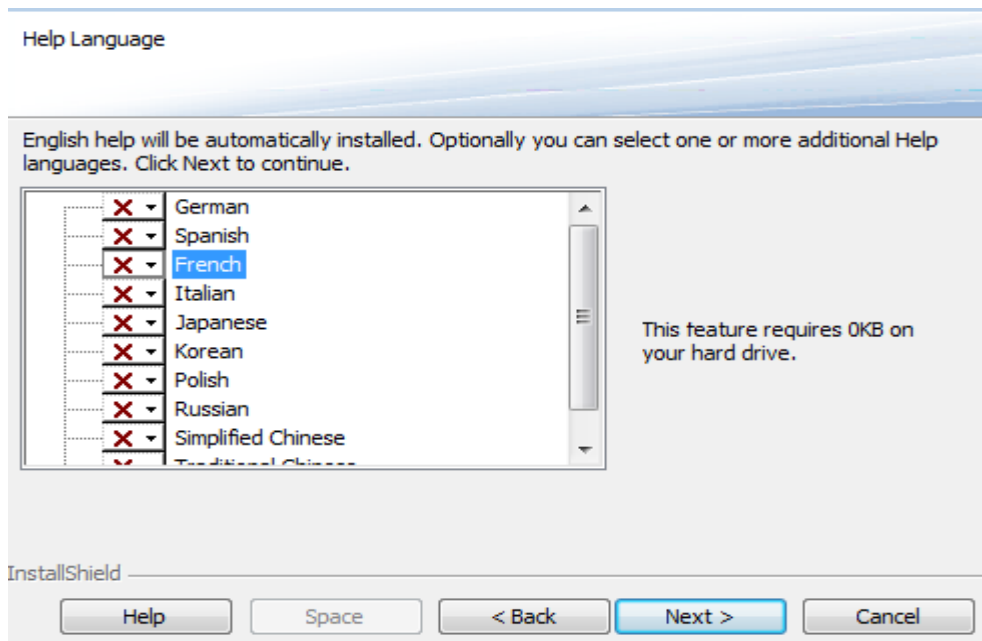 Help Language
English help will be automatically installed. Optionally you can select one or more additional Help
languages. Click Next to continue.
German
Spanish
French
Italian
Japanese
Korean
Polish
Russian
Simplified Chinese
Traditional Chinese
This feature requires 0KB on
your hard drive.
InstallShield
Help
Space
< Back
Next >
Cancel